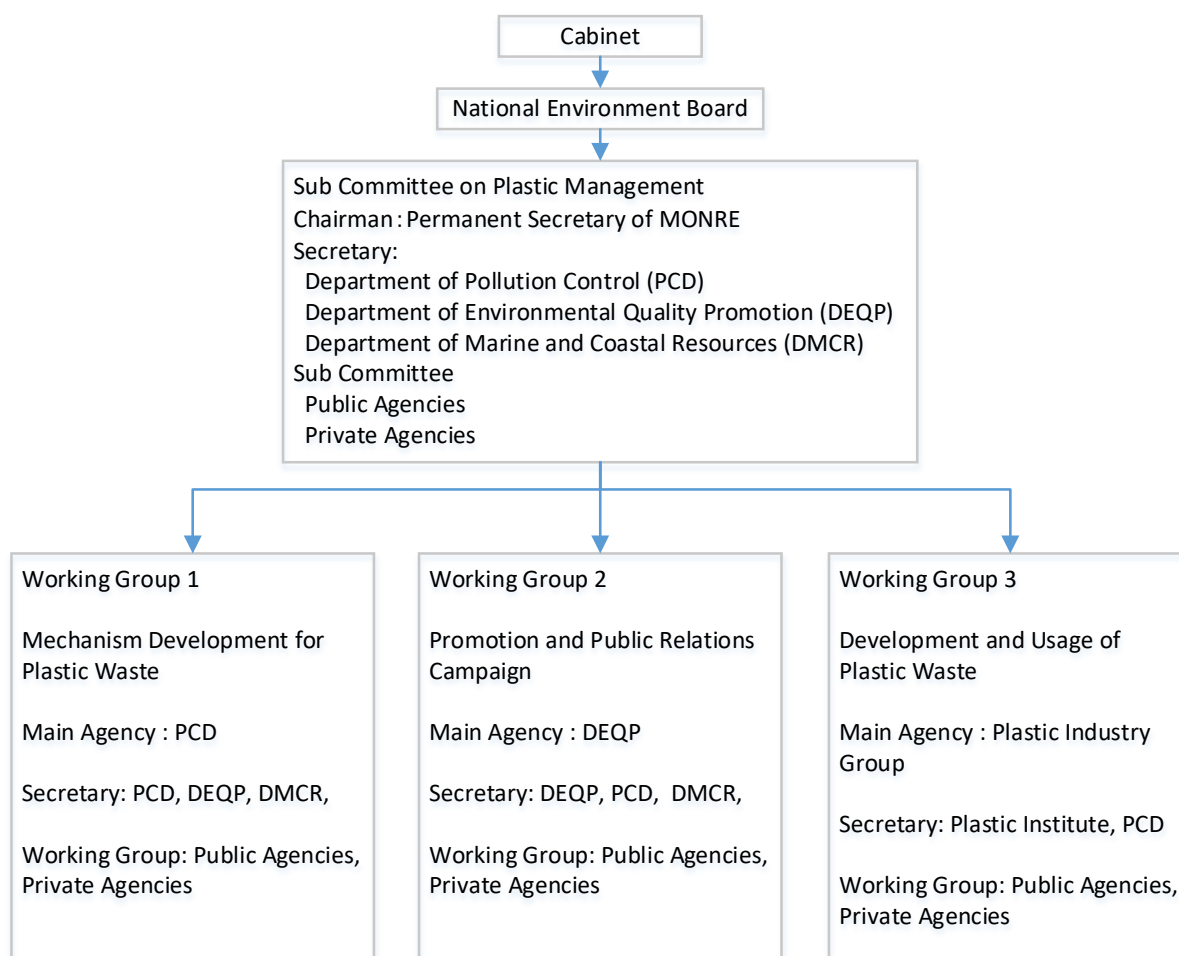 Cabinet
National Environment Board
Sub Committee on Plastic Management
Chairman : Permanent Secretary of MONRE
Secretary:
Department of Pollution Control (PCD)
Department of Environmental Quality Promotion (DEQP)
Department of Marine and Coastal Resources (DMCR)
Sub Committee
Public Agencies
Private Agencies
Working Group 1
Mechanism Development for
Plastic Waste
Main Agency : PCD
Secretary: PCD, DEQP, DMCR,
Working Group: Public Agencies,
Private Agencies
Working Group 2
Promotion and Public Relations
Campaign
Main Agency : DEQP
Secretary: DEQP, PCD, DMCR,
Working Group: Public Agencies,
Private Agencies
Working Group 3
Development and Usage of
Plastic Waste
Main Agency : Plastic Industry
Group
Secretary: Plastic Institute, PCD
Working Group: Public Agencies,
Private Agencies